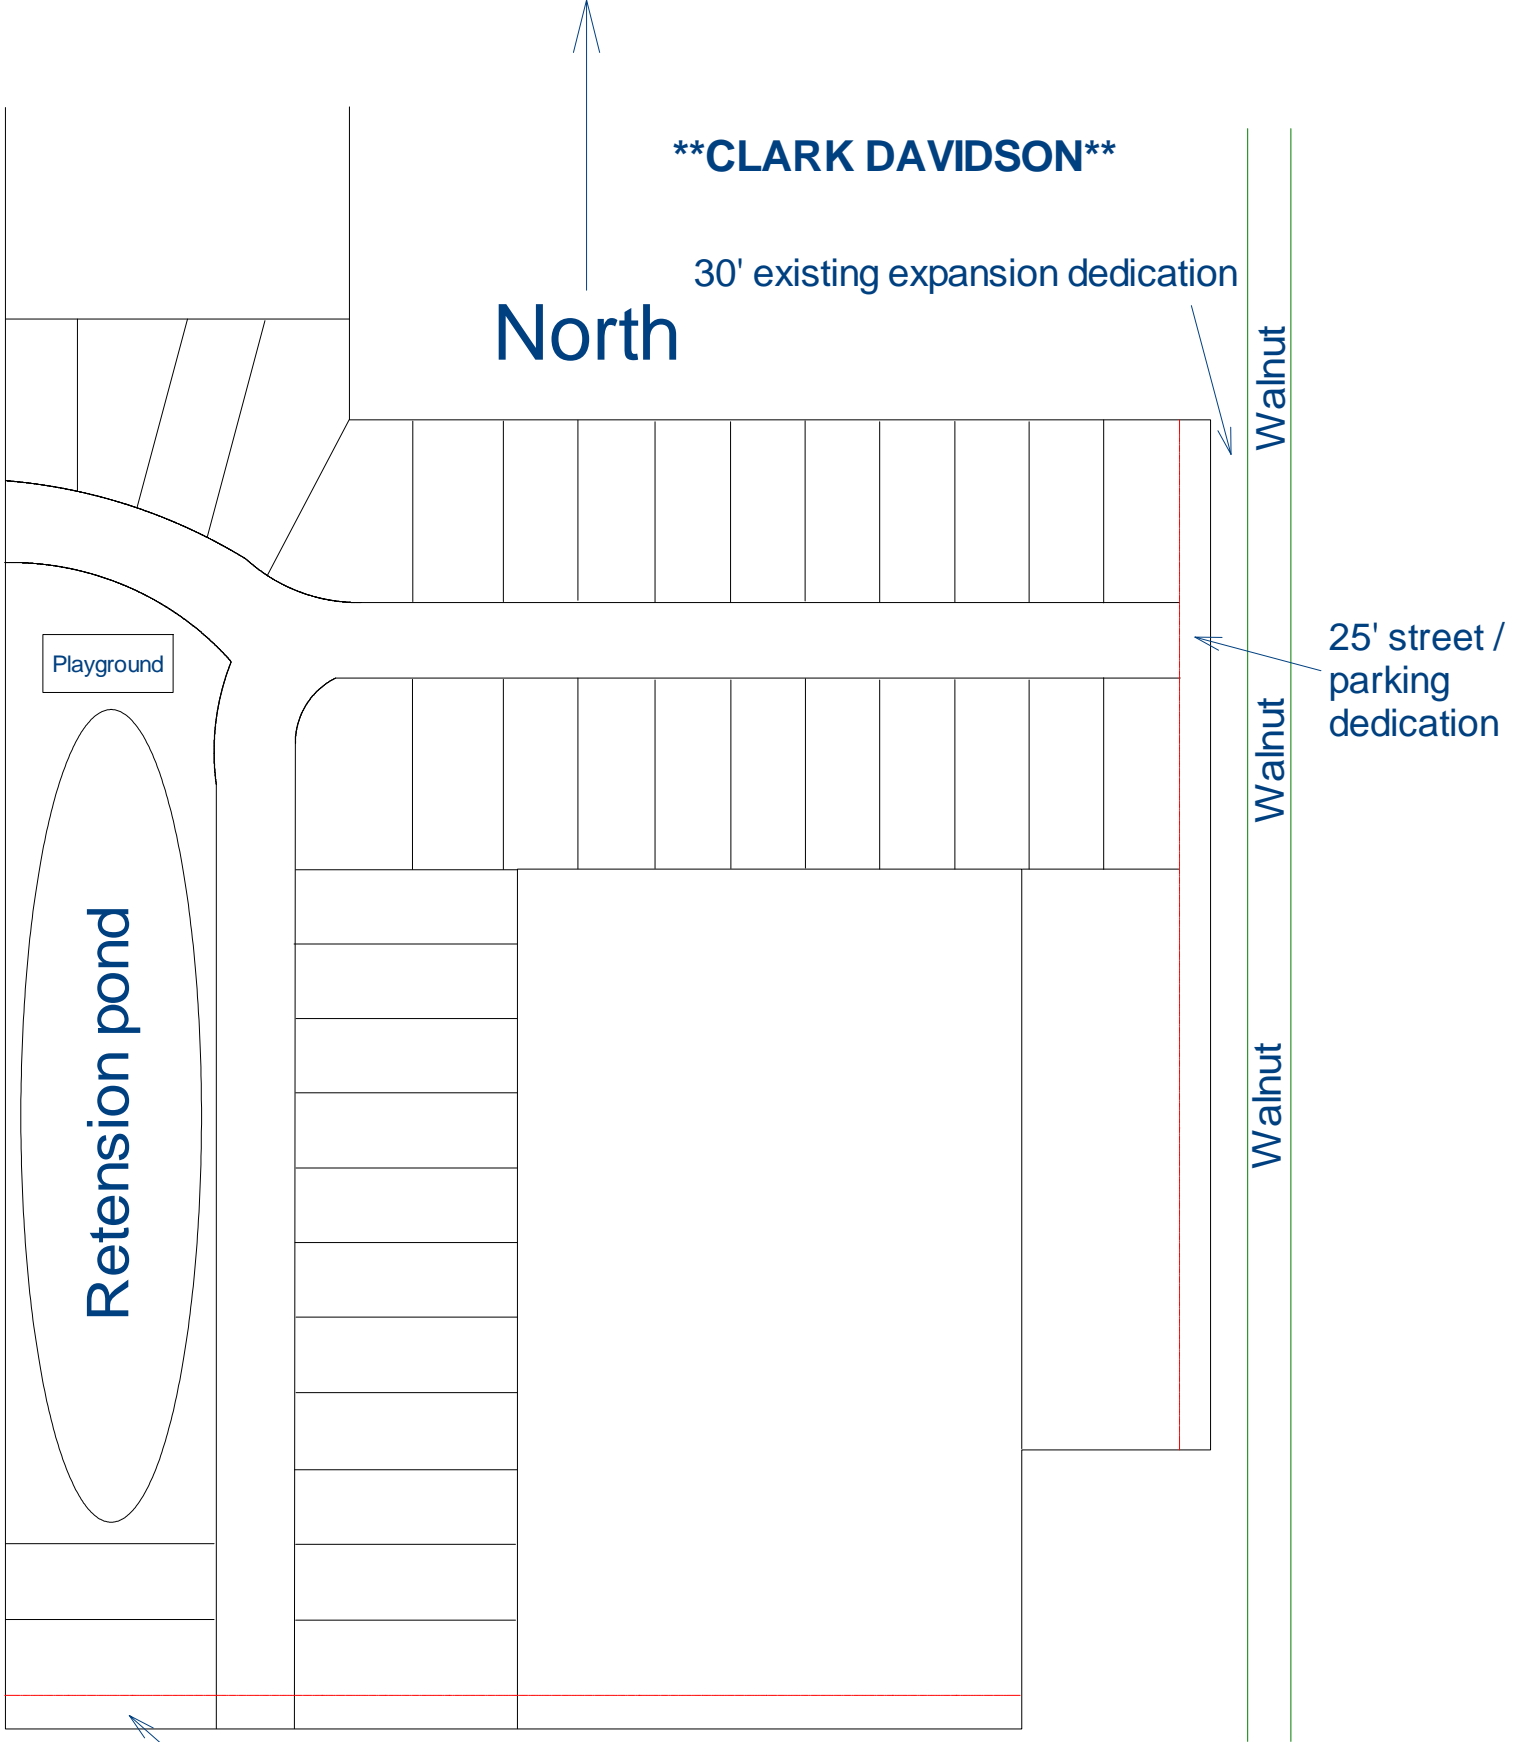 **CLARK DAVIDSON**
30' existing expansion dedication
North
Walnut
25' street /
parking
dedication
Playground
Walnut
Retension pond
Walnut